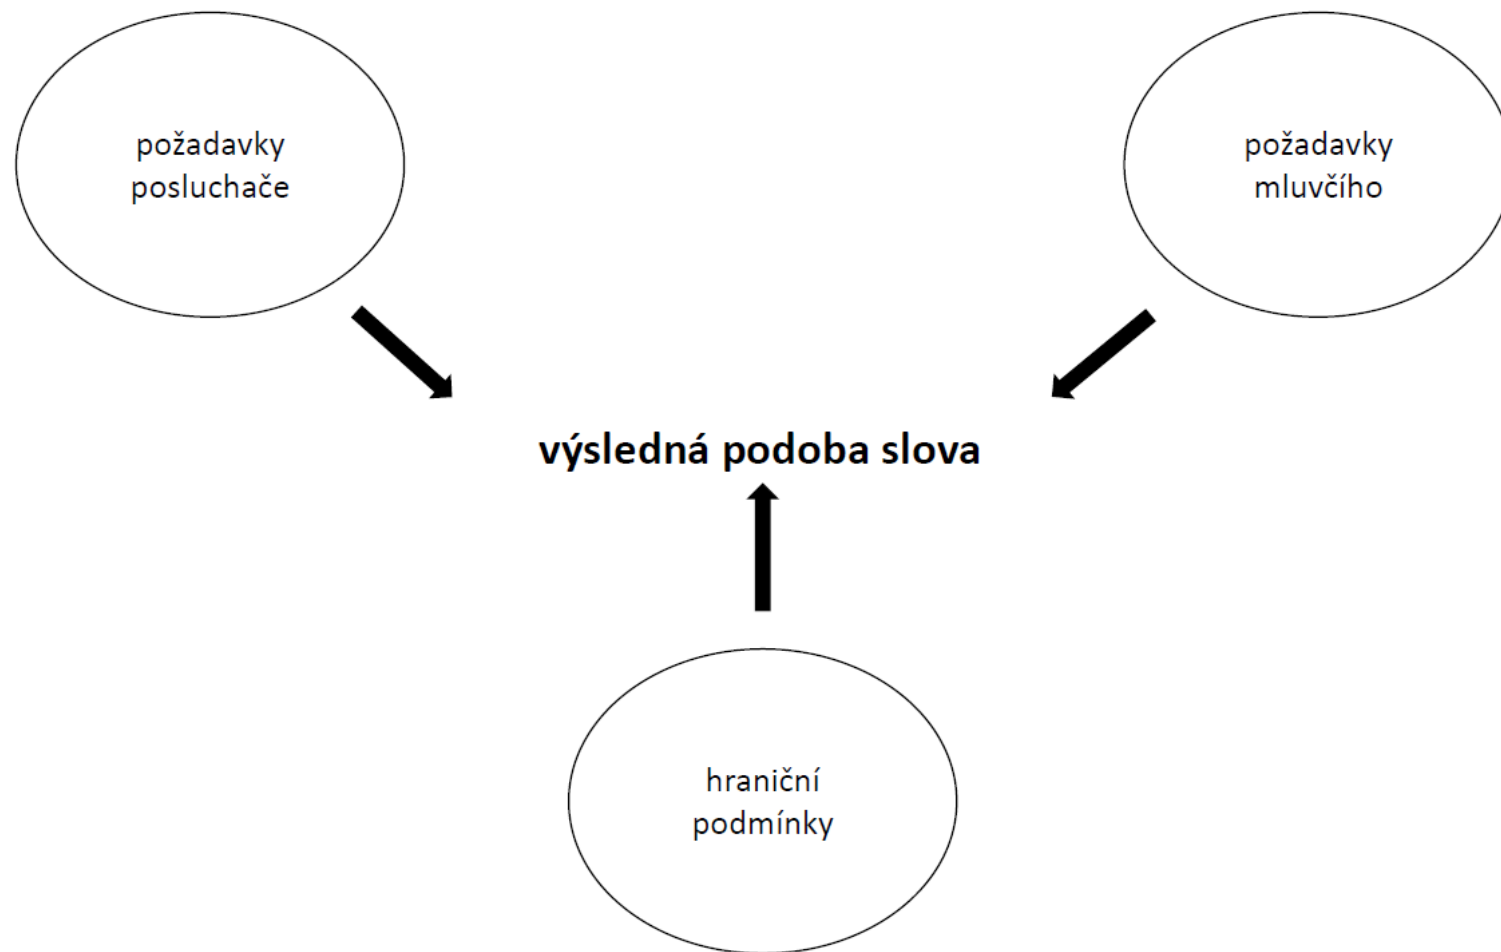 požadavky
posluchače
požadavky
mluvčího
výsledná podoba slova
hraniční
podmínky